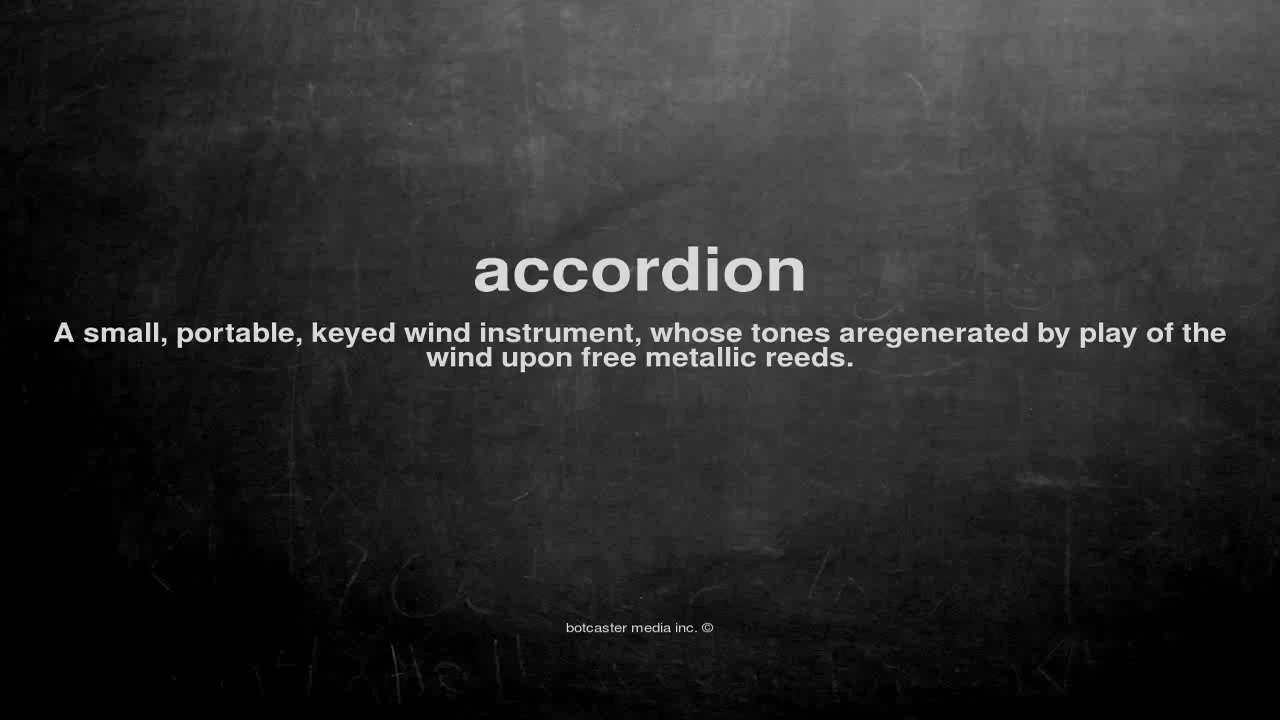 accordion
A small, portable, keyed wind instrument, whose tones aregenerated by play of the
wind upon free metallic reeds.
botcaster media inc. ©